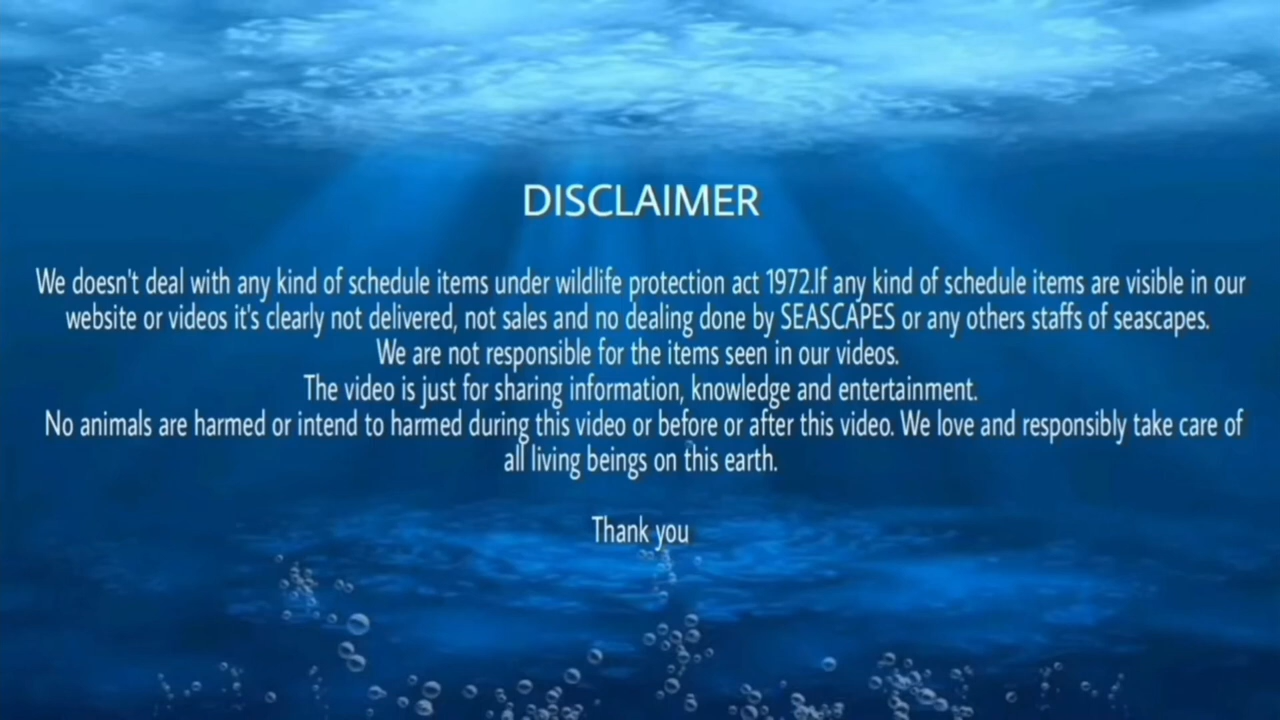 DISCLAIMER
We doesn't deal with any kind of schedule items under wildlife protection act 1972.If any kind of schedule items are visible in our
website or videos it's clearly not delivered, not sales and no dealing done by SEASCAPES or any others staffs of seascapes.
We are not responsible for the items seen in our videos.
The video is just for sharing information, knowledge and entertainment.
No animals are harmed or intend to harmed during this video or before or after this video. We love and responsibly take care of
all living beings on this earth.
Thank you